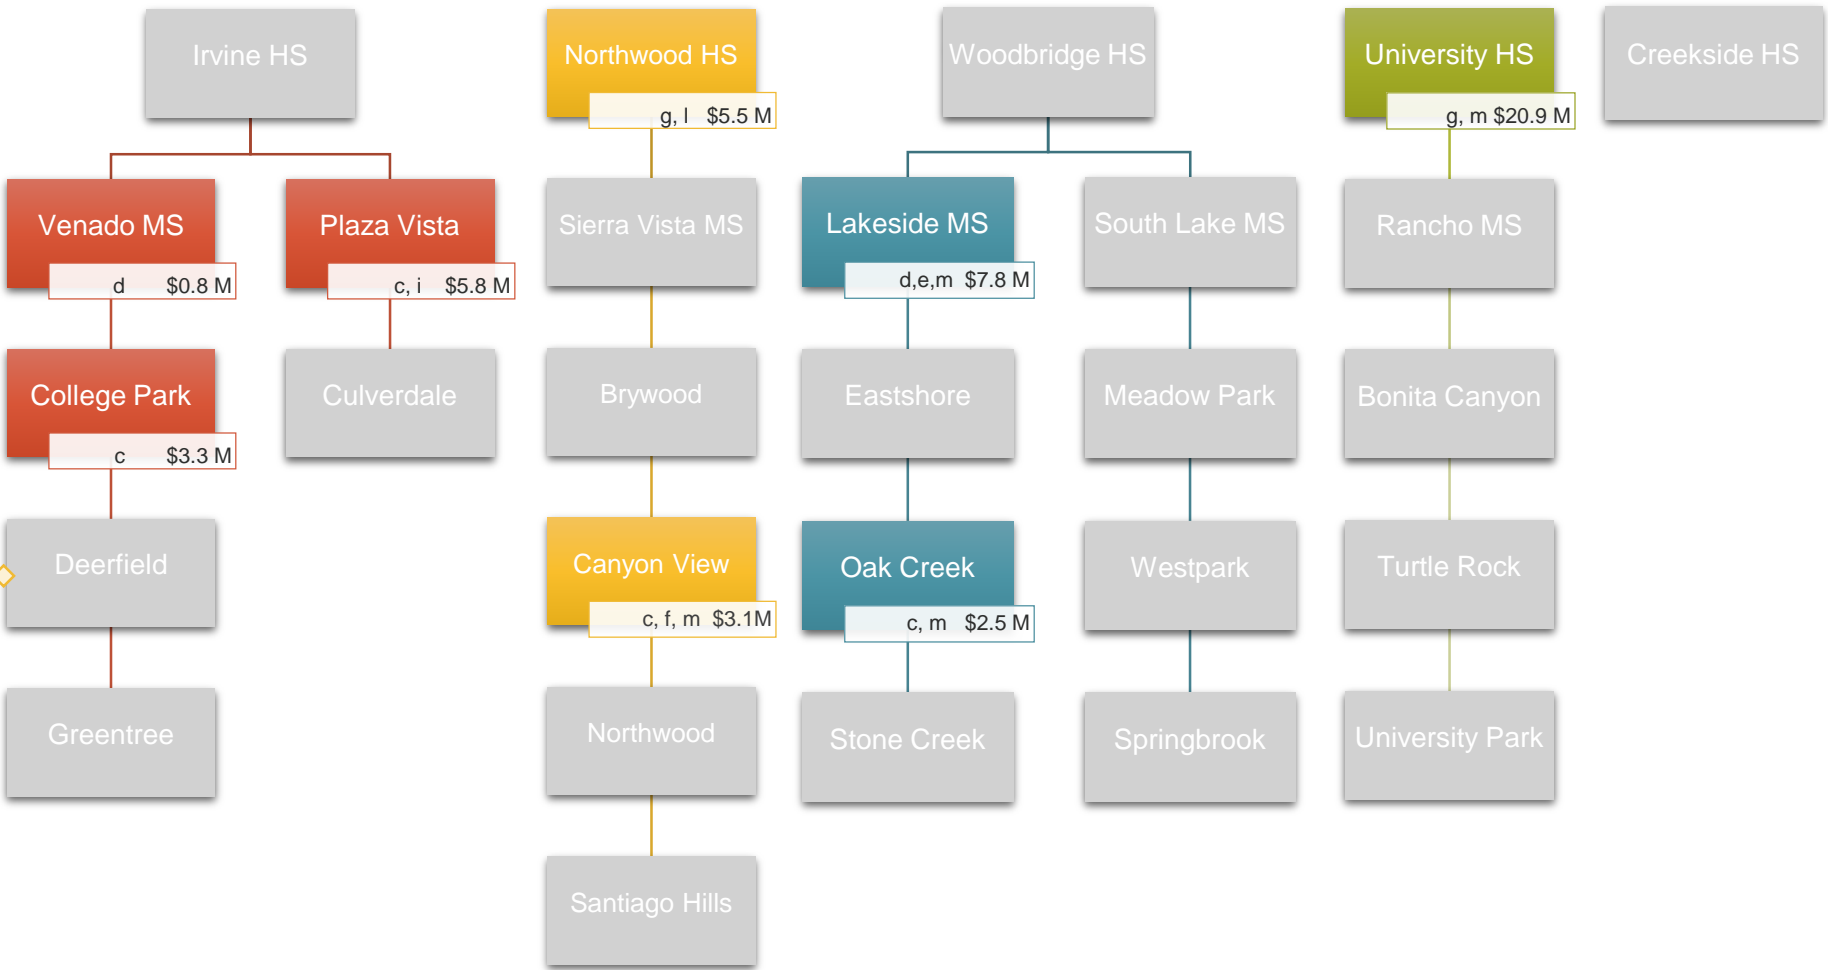 Irvine HS
Northwood HS
g, l $5.5 M
Woodbridge HS
University HS
g, m $20.9 M
Creekside HS
Venado MS
d $0.8 M
Plaza Vista
c, i $5.8 M
Sierra Vista MS
Lakeside MS
d,e,m $7.8 M
South Lake MS
Rancho MS
College Park
c $3.3 M
Culverdale
Brywood
Eastshore
Meadow Park
Bonita Canyon
Deerfield
Canyon View
c, f, m $3.1M
Oak Creek
c, m $2.5 M
Westpark
Turtle Rock
Greentree
Northwood
Stone Creek
Springbrook
University Park
Santiago Hills